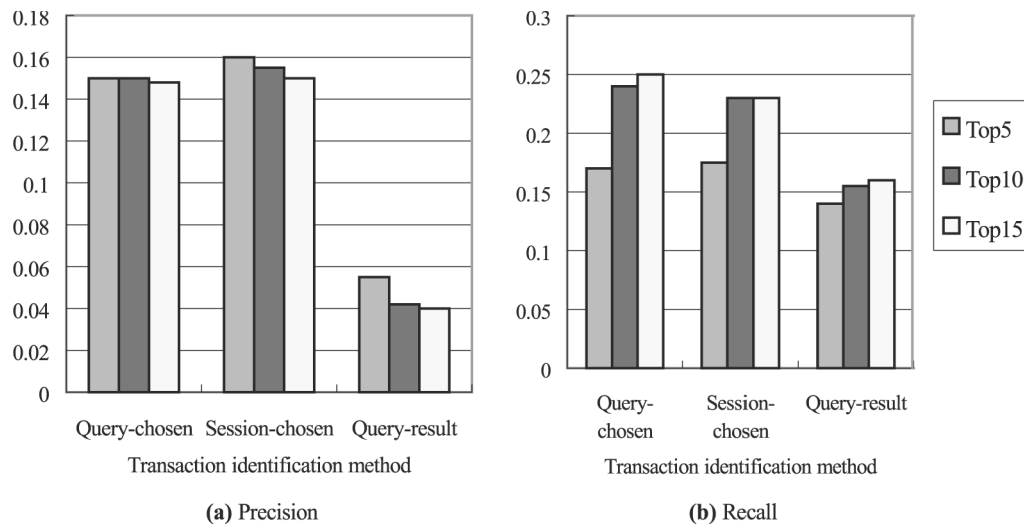 0.18
0.16
0.14
0.12
0.1
0.08
0.06
0.04
0.02
0
Query-chosen Session-chosen Query-result
Transaction identification method
(a) Precision
0.3
0.25
0.2
0.15
0.1
0.05
0
Query-
chosen
Session-
chosen
Query-result
Transaction identification method
(b) Recall
Top5
Top10
Top15